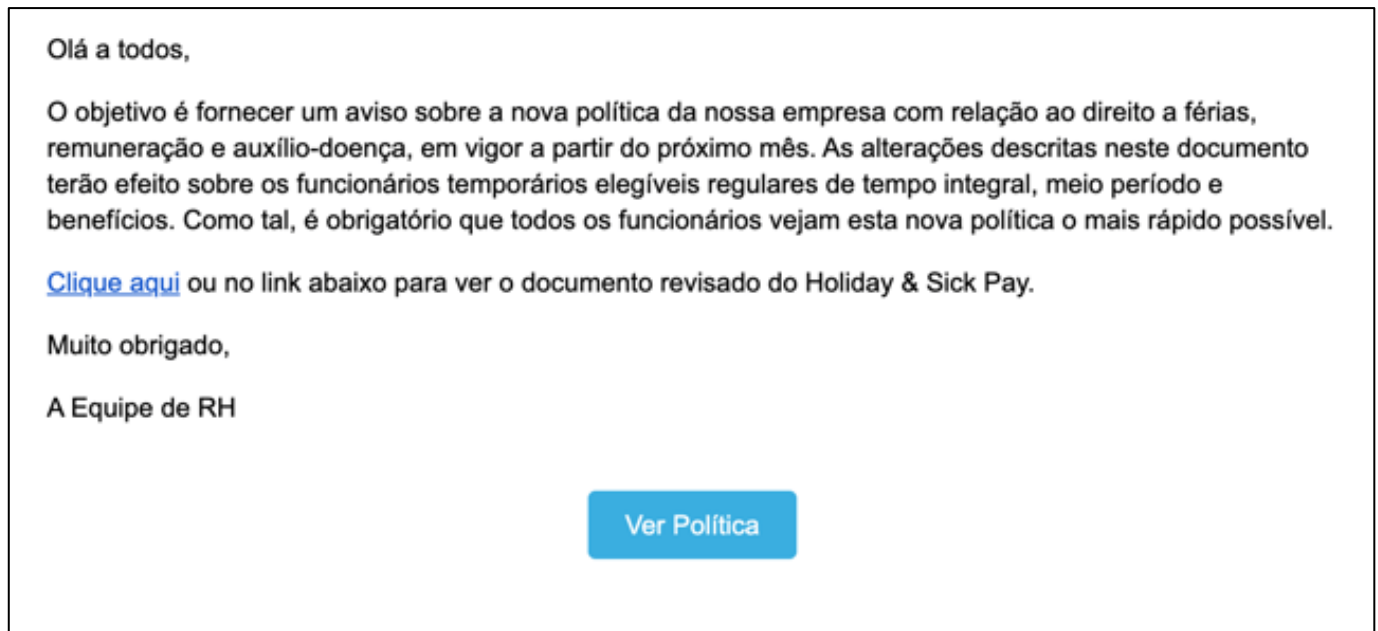 Olá a todos,
O objetivo é fornecer um aviso sobre a nova política da nossa empresa com relação ao direito a férias,
remuneração e auxílio-doença, em vigor a partir do próximo mês. As alterações descritas neste documento
terão efeito sobre os funcionários temporários elegíveis regulares de tempo integral, meio período e
benefícios. Como tal, é obrigatório que todos os funcionários vejam esta nova política o mais rápido possível.
Clique aqui ou no link abaixo para ver o documento revisado do Holiday & Sick Pay.
Muito obrigado,
A Equipe de RH
Ver Política